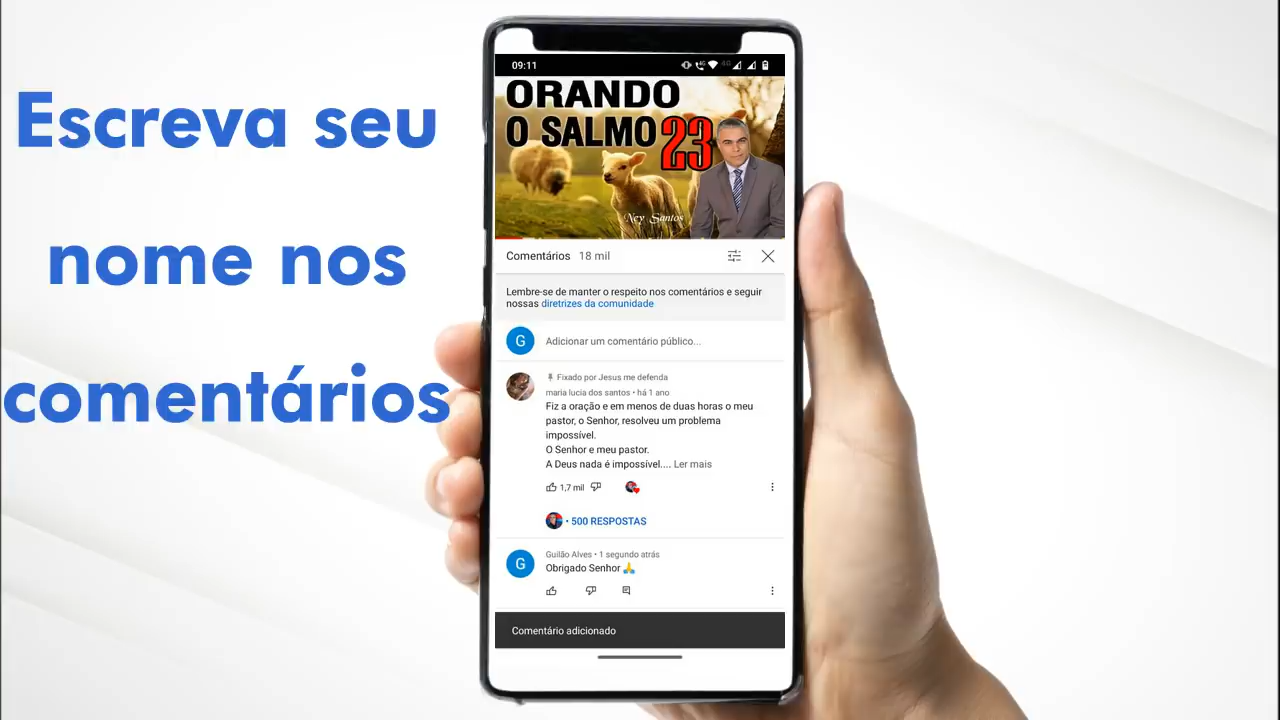 Escreva seu
nome nos
comentários
09:11
ORANDO
O SALMO 23
Ney Santos
Comentários 18 mil
Lembre-se de manter o respeito nos comentários e seguir
nossas diretrizes da comunidade
G
Adicionar um comentário público...
Fixado por Jesus me defenda
maria lucia dos santos • há 1 ano
Fiz a oração e em menos de duas horas o meu
pastor, o Senhor, resolveu um problema
impossível.
O Senhor e meu pastor.
A Deus nada é impossível.... Ler mais
1,7 mil
• 500 RESPOSTAS
G
Guilão Alves • 1 segundo atrás
Obrigado Senhor 🙏
Comentário adicionado